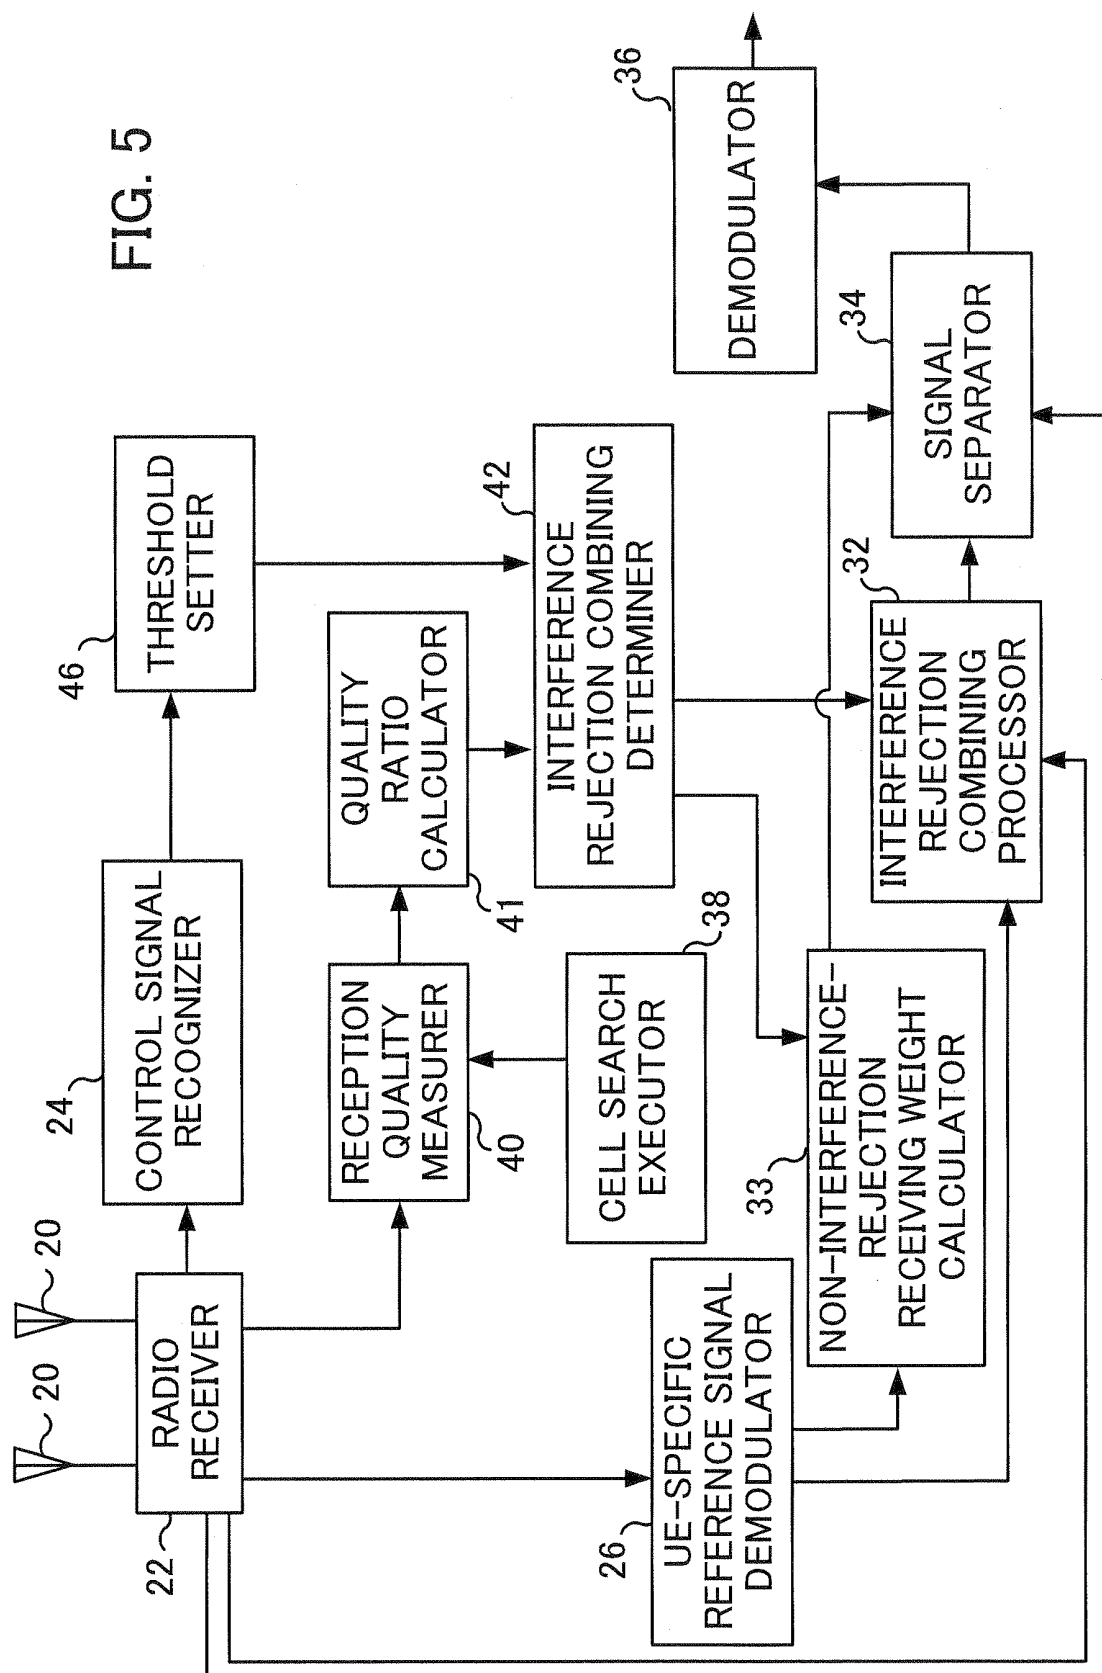 FIG. 5
20
20
22
RADIO
RECEIVER
24
CONTROL SIGNAL
RECOGNIZER
46
THRESHOLD
SETTER
RECEPTION
QUALITY
MEASURER
40
QUALITY
RATIO
CALCULATOR
41
42
INTERFERENCE
REJECTION COMBINING
DETERMINER
CELL SEARCH
EXECUTOR
38
26
UE-SPECIFIC
REFERENCE SIGNAL
DEMODULATOR
33
NON-INTERFERENCE-
REJECTION
RECEIVING WEIGHT
CALCULATOR
32
INTERFERENCE
REJECTION
COMBINING
PROCESSOR
34
SIGNAL
SEPARATOR
36
DEMODULATOR